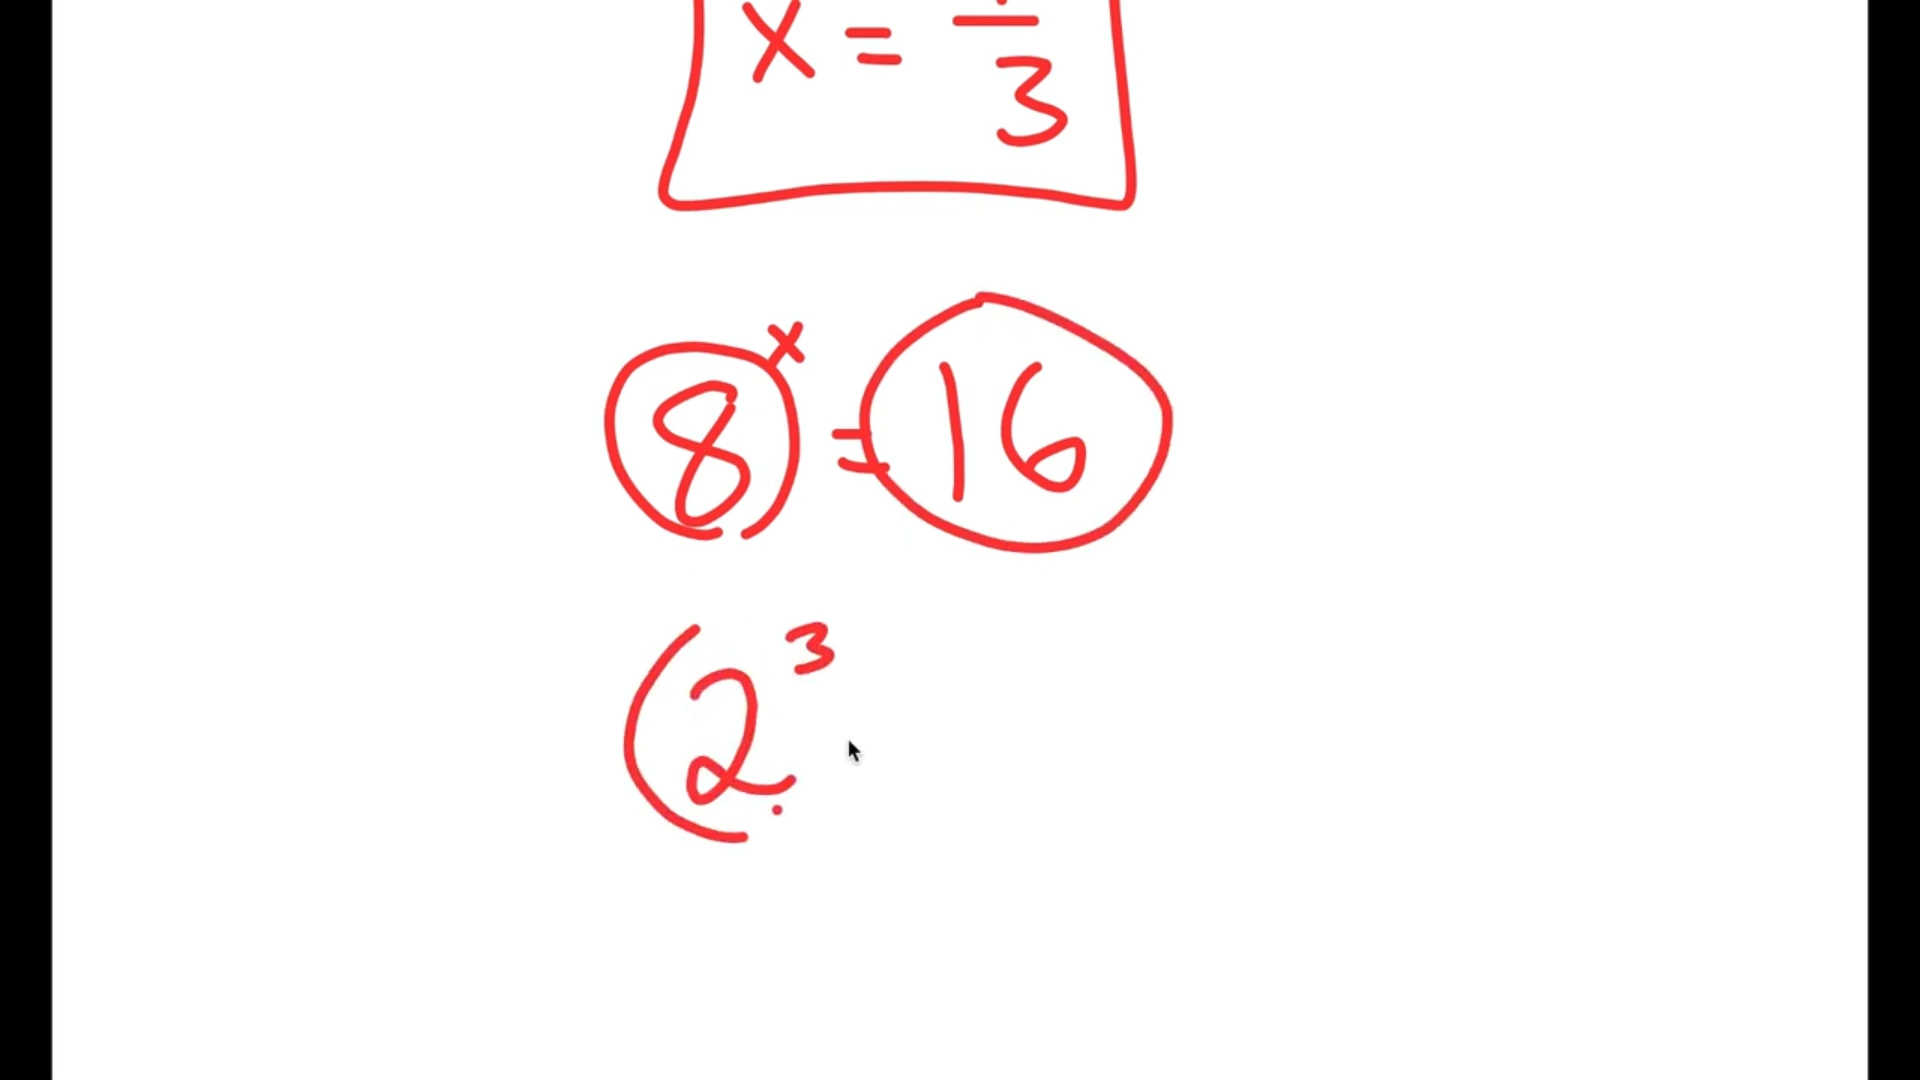 x = — 3
8^x = 16
(2^3